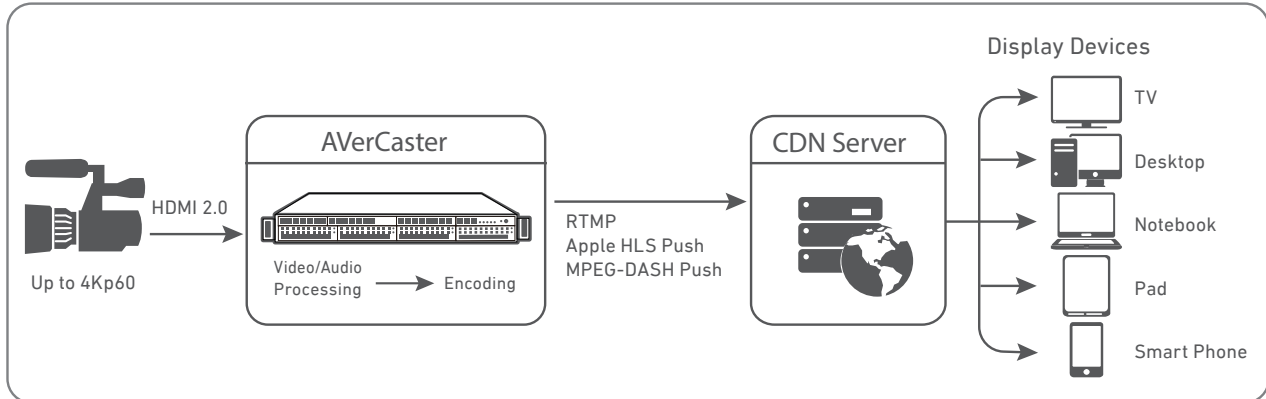 Display Devices
AVerCaster
CDN Server
TV
Desktop
HDMI 2.0
RTMP
Apple HLS Push
MPEG-DASH Push
Notebook
Up to 4Kp60
Video/Audio
Processing
Encoding
Pad
Smart Phone